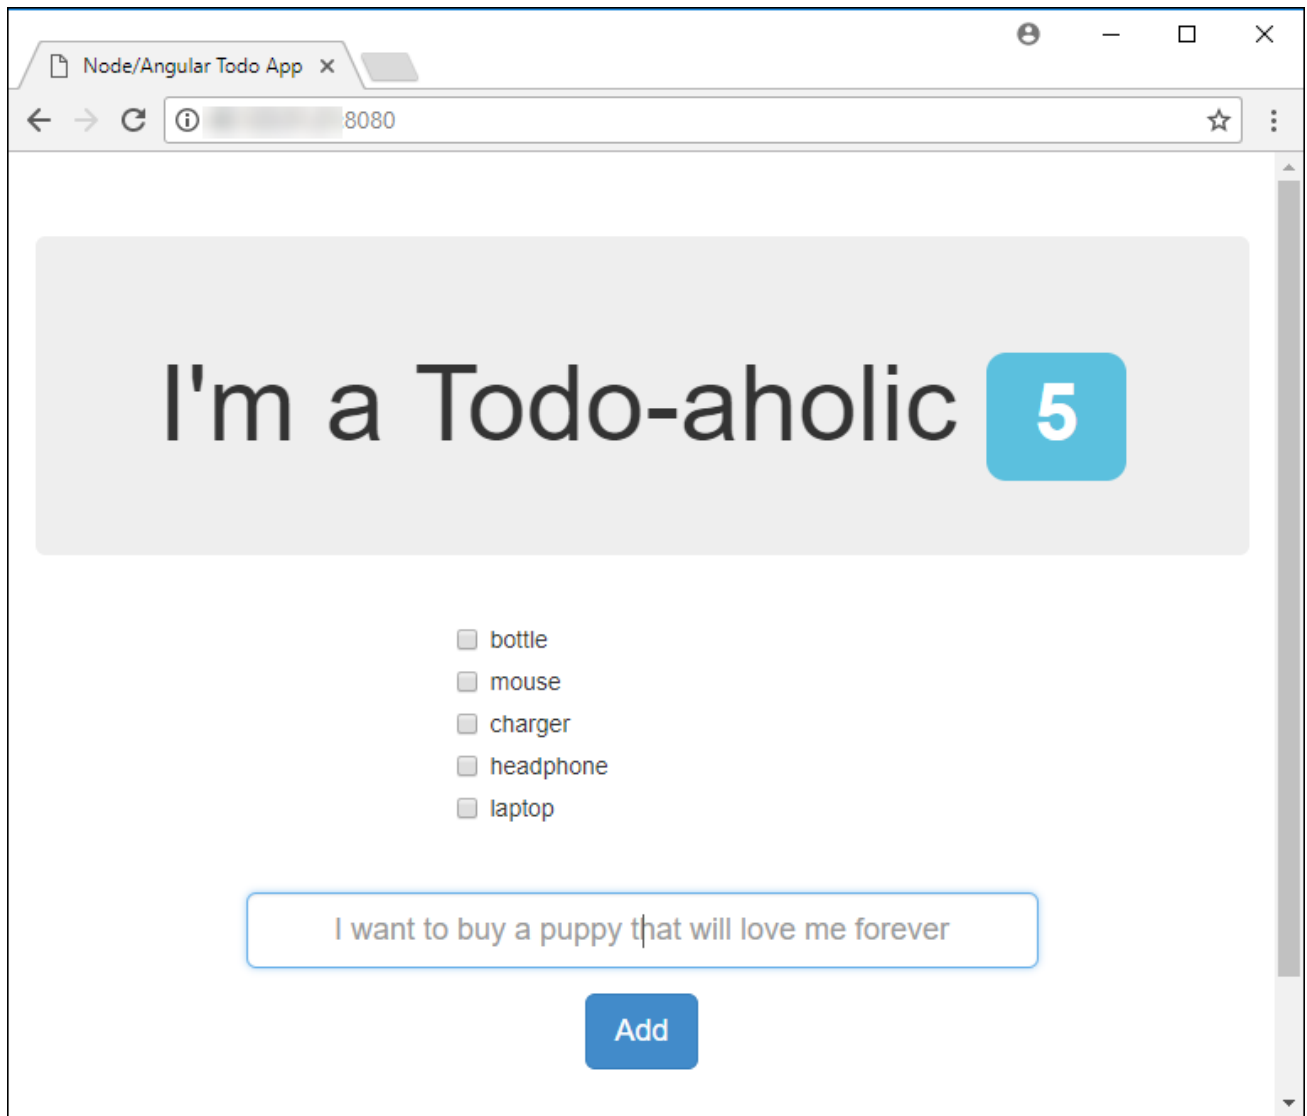 Node/Angular Todo App
:8080
I'm a Todo-aholic 5
bottle
mouse
charger
headphone
laptop
I want to buy a puppy that will love me forever
Add